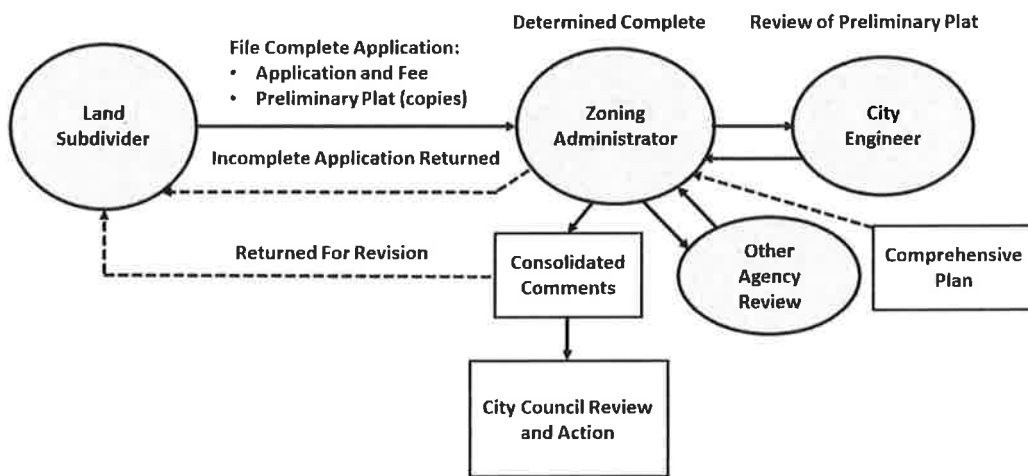 Determined Complete
Review of Preliminary Plat
File Complete Application:
• Application and Fee
• Preliminary Plat (copies)
Land
Subdivider
Zoning
Administrator
City
Engineer
Incomplete Application Returned
Returned For Revision
Consolidated
Comments
Other
Agency
Review
Comprehensive
Plan
City Council Review
and Action